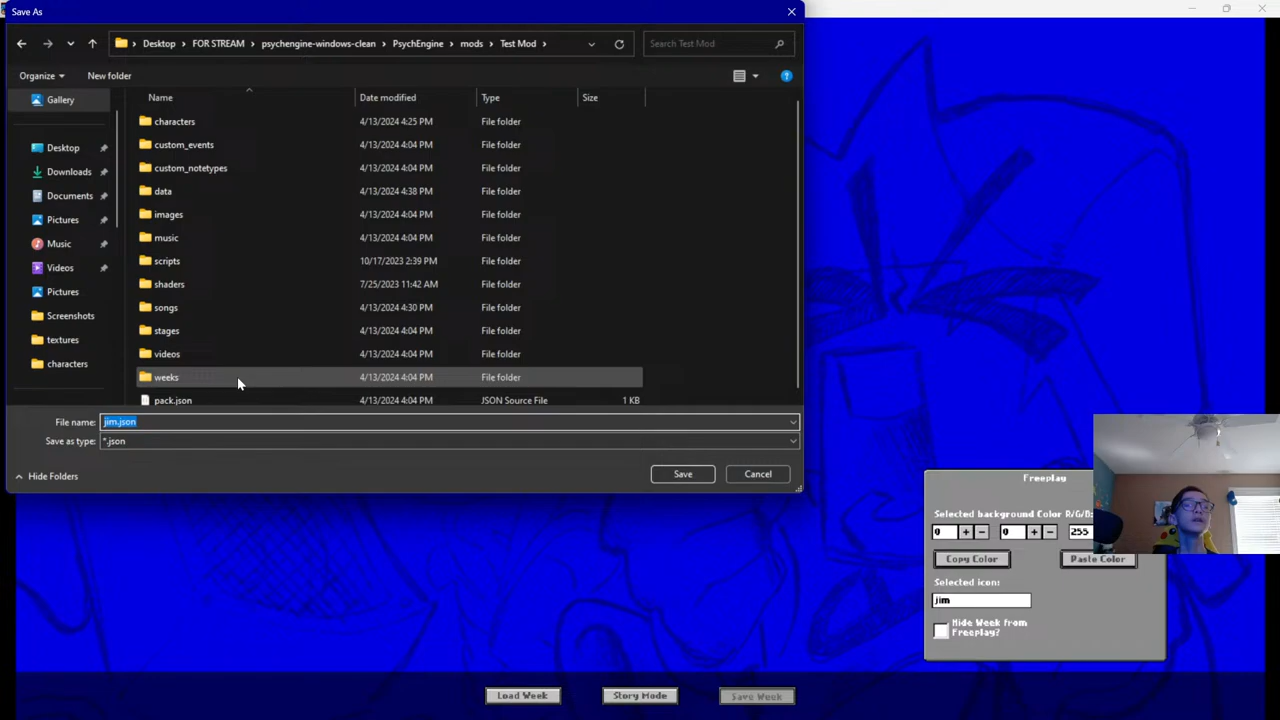 Save As
Desktop > FOR STREAM > psychengine-windows-clean > PsychEngine > mods > Test Mod >
Search Test Mod
Organize
New folder
Gallery
Desktop
Downloads
Documents
Pictures
Music
Videos
Pictures
Screenshots
textures
characters
Name Date modified Type Size
characters 4/13/2024 4:25 PM File folder
custom_events 4/13/2024 4:04 PM File folder
custom_notetypes 4/13/2024 4:04 PM File folder
data 4/13/2024 4:38 PM File folder
images 4/13/2024 4:04 PM File folder
music 4/13/2024 4:04 PM File folder
scripts 10/17/2023 2:39 PM File folder
shaders 7/25/2023 11:42 AM File folder
songs 4/13/2024 4:30 PM File folder
stages 4/13/2024 4:04 PM File folder
videos 4/13/2024 4:04 PM File folder
weeks 4/13/2024 4:04 PM File folder
pack.json 4/13/2024 4:04 PM JSON Source File 1 KB
File name: jim.json
Save as type: *.json
Hide Folders
Save
Cancel
Freeplay
Selected background Color R/G/B:
0 + - 0 + - 255
Copy Color
Paste Color
Selected icon:
jim
Hide Week from
Freeplay?
Load Week
Story Mode
Save Week